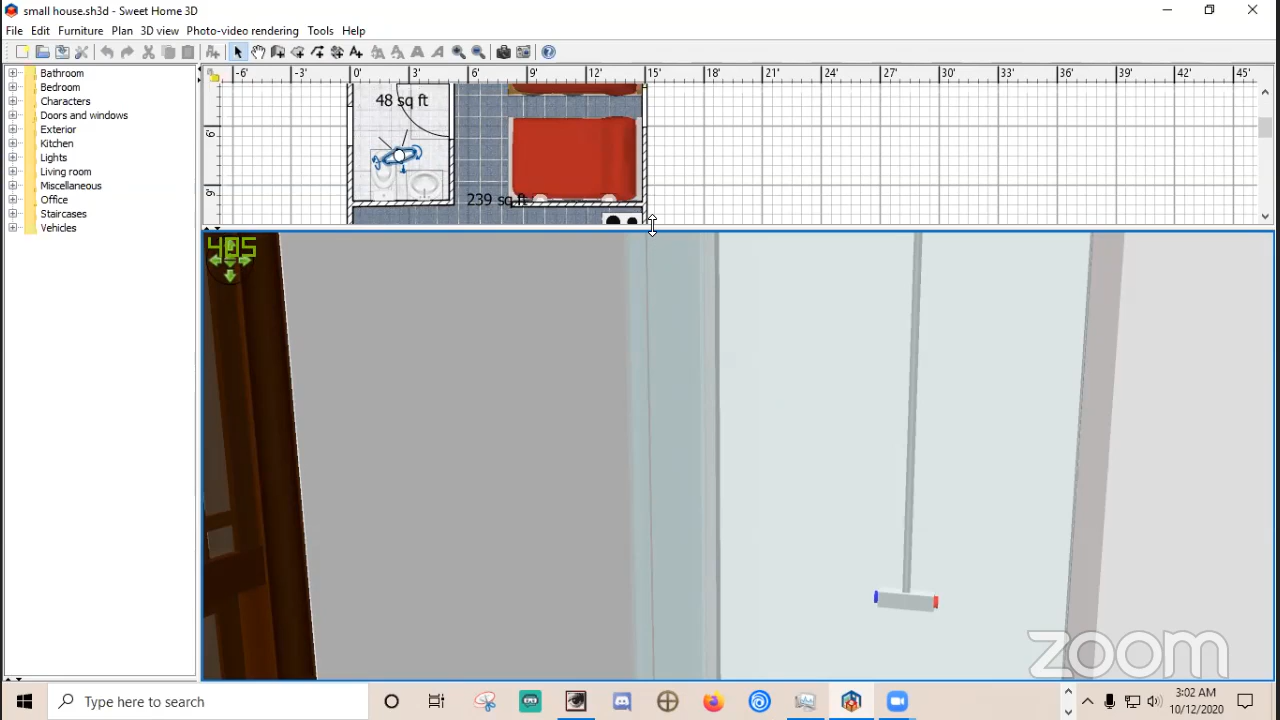 small house.sh3d - Sweet Home 3D
File Edit Furniture Plan 3D view Photo-video rendering Tools Help
-6' -3' 0' 3' 6' 9' 12' 15' 18' 21' 24' 27' 30' 33' 36' 39' 42' 45'
Bathroom
Bedroom
Characters
Doors and windows
Exterior
Kitchen
Lights
Living room
Miscellaneous
Office
Staircases
Vehicles
6'
9'
48 sq ft
239 sq ft
405
zoom
Type here to search
3:02 AM
10/12/2020